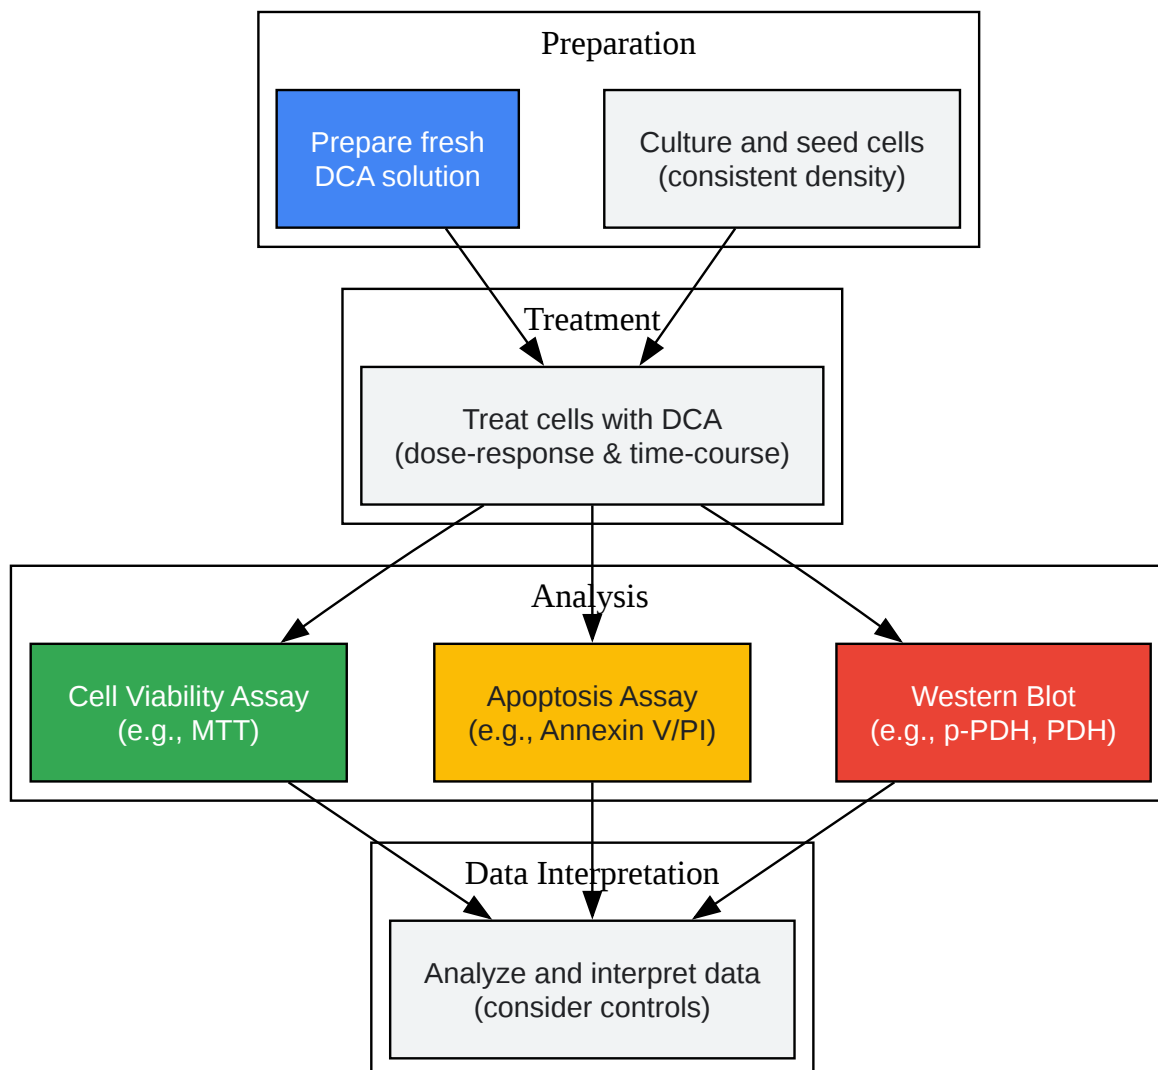 Preparation
Prepare fresh
DCA solution
Culture and seed cells
(consistent density)
Treatment
Treat cells with DCA
(dose-response & time-course)
Analysis
Cell Viability Assay
(e.g., MTT)
Apoptosis Assay
(e.g., Annexin V/PI)
Western Blot
(e.g., p-PDH, PDH)
Data Interpretation
Analyze and interpret data
(consider controls)